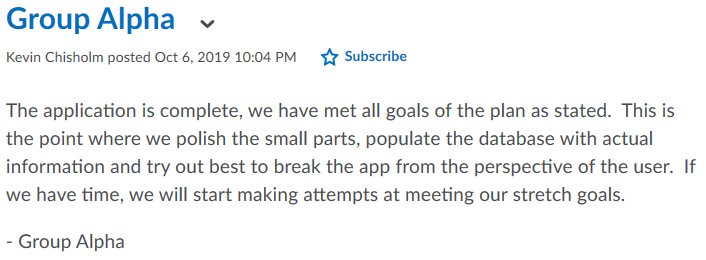 Group Alpha
Kevin Chisholm posted Oct 6, 2019 10:04 PM Subscribe
The application is complete, we have met all goals of the plan as stated.  This is
the point where we polish the small parts, populate the database with actual
information and try out best to break the app from the perspective of the user.  If
we have time, we will start making attempts at meeting our stretch goals.
- Group Alpha